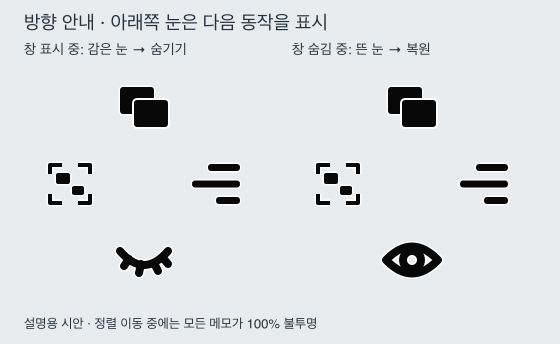 방향 안내 · 아래쪽 눈은 다음 동작을 표시
창 표시 중: 감은 눈 → 숨기기
창 숨김 중: 뜬 눈 → 복원
설명용 시안 · 정렬 이동 중에는 모든 메모가 100% 불투명